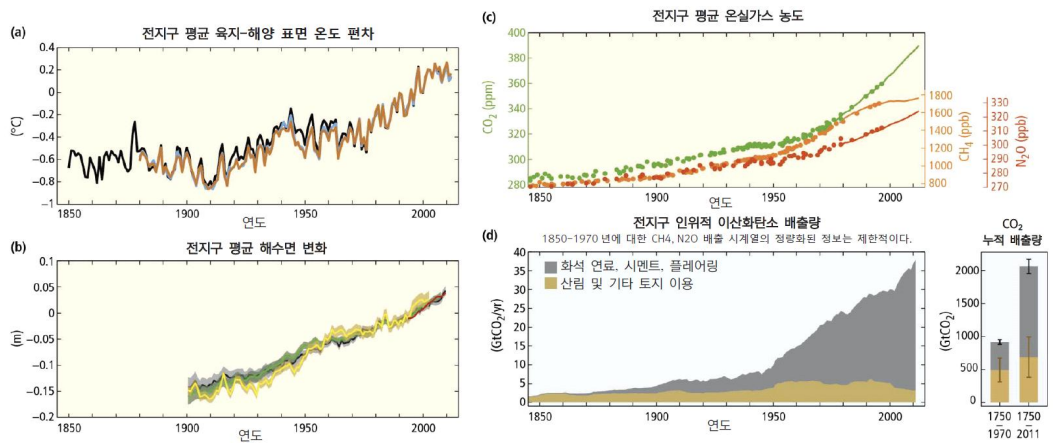 (a)
전지구 평균 육지-해양 표면 온도 편차
(°C)
0.4
0.2
0
−0.2
−0.4
−0.6
−0.8
−1
1850
1900
1950
2000
연도
(b)
전지구 평균 해수면 변화
(m)
0.1
0.05
0
−0.05
−0.1
−0.15
−0.2
1850
1900
1950
2000
연도
(c)
전지구 평균 온실가스 농도
CO₂ (ppm)
400
380
360
340
320
300
280
CH₄ (ppb)
1800
1600
1400
1200
1000
800
N₂O (ppb)
330
320
310
300
290
280
270
1850
1900
1950
2000
연도
(d)
전지구 인위적 이산화탄소 배출량
1850-1970 년에 대한 CH4, N2O 배출 시계열의 정량화된 정보는 제한적이다.
화석 연료, 시멘트, 플레어링
산림 및 기타 토지 이용
(GtCO₂/yr)
40
35
30
25
20
15
10
5
0
1850
1900
1950
2000
연도
CO₂
누적 배출량
(GtCO₂)
2000
1500
1000
500
0
1750 1750
– –
1970 2011